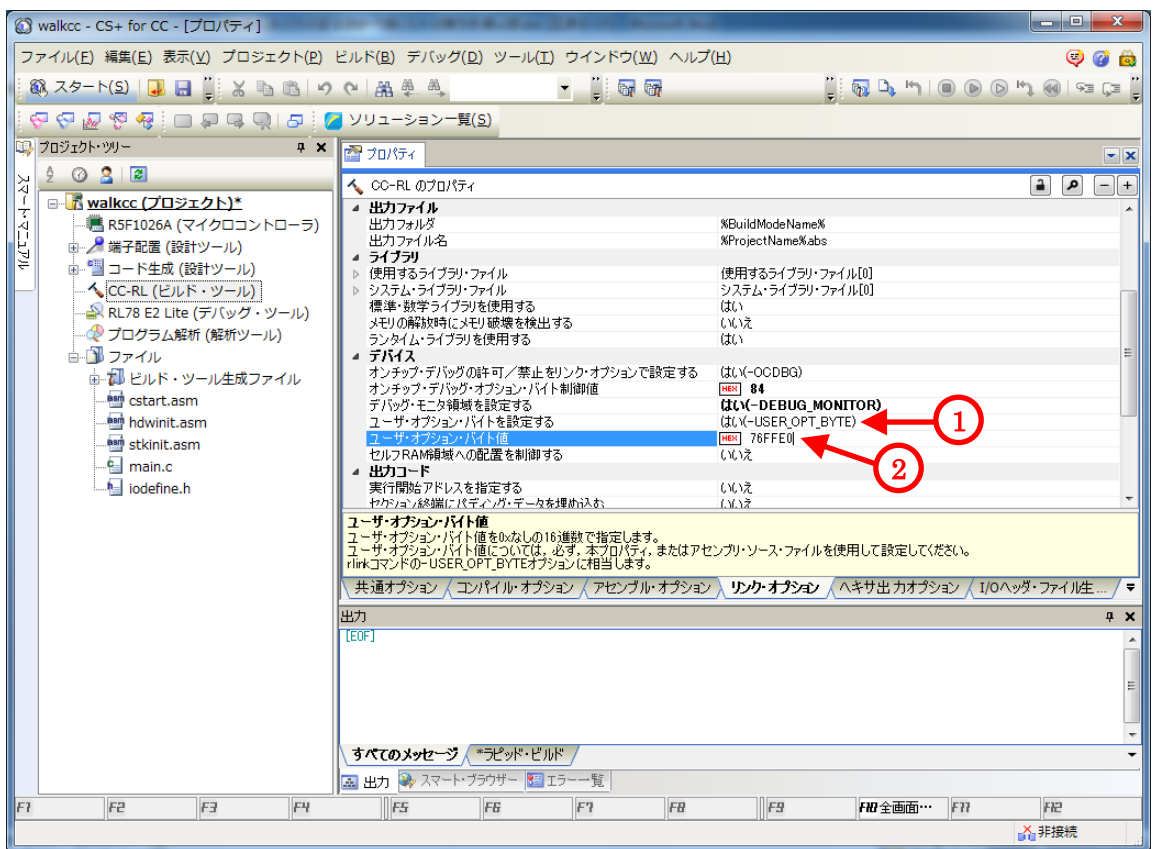 walkcc - CS+ for CC - [プロパティ]
ファイル(F) 編集(E) 表示(V) プロジェクト(P) ビルド(B) デバッグ(D) ツール(T) ウインドウ(W) ヘルプ(H)
スタート(S)
ソリューション一覧(S)
スマート・マニュアル
プロジェクト・ツリー
walkcc (プロジェクト)*
R5F1026A (マイクロコントローラ)
端子配置 (設計ツール)
コード生成 (設計ツール)
CC-RL (ビルド・ツール)
RL78 E2 Lite (デバッグ・ツール)
プログラム解析 (解析ツール)
ファイル
ビルド・ツール生成ファイル
cstart.asm
hdwinit.asm
stkinit.asm
main.c
iodefine.h
プロパティ
CC-RL のプロパティ
出力ファイル
出力フォルダ %BuildModeName%
出力ファイル名 %ProjectName%.abs
ライブラリ
使用するライブラリ・ファイル 使用するライブラリ・ファイル[0]
システム・ライブラリ・ファイル システム・ライブラリ・ファイル[0]
標準・数学ライブラリを使用する はい
メモリの解放時にメモリ破壊を検出する いいえ
ランタイム・ライブラリを使用する はい
デバイス
オンチップ・デバッグの許可／禁止をリンク・オプションで設定する はい(-OCDBG)
オンチップ・デバッグ・オプション・バイト制御値 HEX 84
デバッグ・モニタ領域を設定する はい(-DEBUG_MONITOR)
ユーザ・オプション・バイトを設定する はい(-USER_OPT_BYTE) 1
ユーザ・オプション・バイト値 HEX 76FFE0 2
セルフRAM領域への配置を制御する いいえ
出力コード
実行開始アドレスを指定する いいえ
セクション終端にパディング・データを埋め込む いいえ
ユーザ・オプション・バイト値
ユーザ・オプション・バイト値を0xなしの16進数で指定します。
ユーザ・オプション・バイト値については、必ず、本プロパティ、またはアセンブリ・ソース・ファイルを使用して設定してください。
rlinkコマンドの-USER_OPT_BYTEオプションに相当します。
共通オプション コンパイル・オプション アセンブル・オプション リンク・オプション ヘキサ出力オプション I/Oヘッダ・ファイル生...
出力
[EOF]
すべてのメッセージ *ラピッド・ビルド
出力 スマート・ブラウザー エラー一覧
F1 F2 F3 F4 F5 F6 F7 F8 F9 F10 全画面… F11 F12
非接続